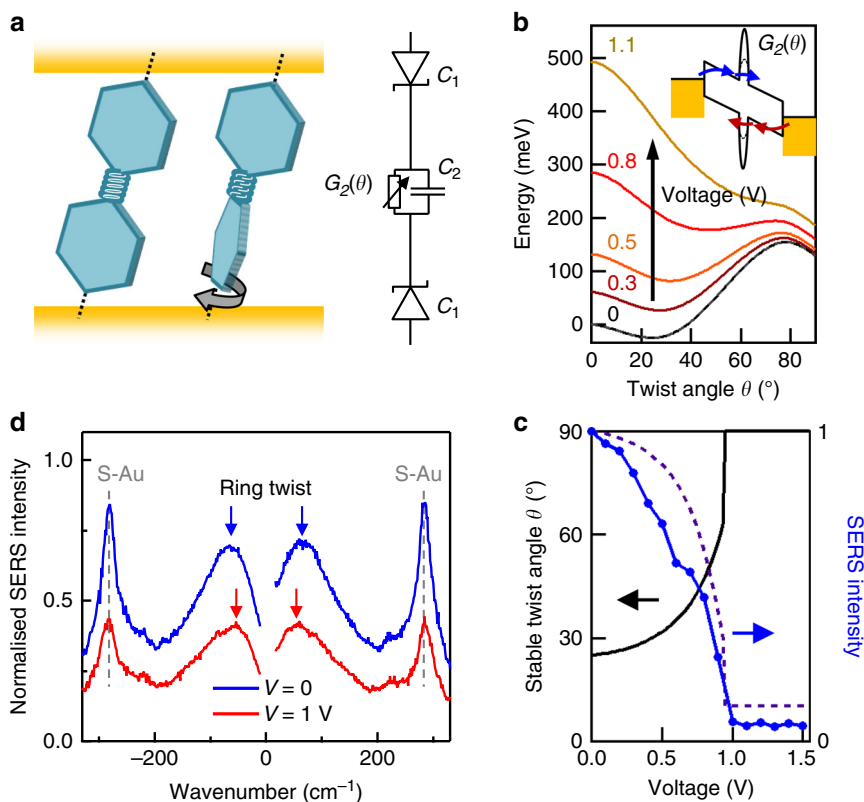 a
C1
G2(θ)
C2
C1
b
500
400
300
200
100
0
Energy (meV)
1.1
0.8
0.5
0.3
0
Voltage (V)
G2(θ)
0
20
40
60
80
Twist angle θ (°)
d
Normalised SERS intensity
1.0
0.5
0.0
S-Au
Ring twist
S-Au
V = 0
V = 1 V
−200
0
200
Wavenumber (cm−1)
c
Stable twist angle θ (°)
90
60
30
0
1
0
SERS intensity
0.0
0.5
1.0
1.5
Voltage (V)